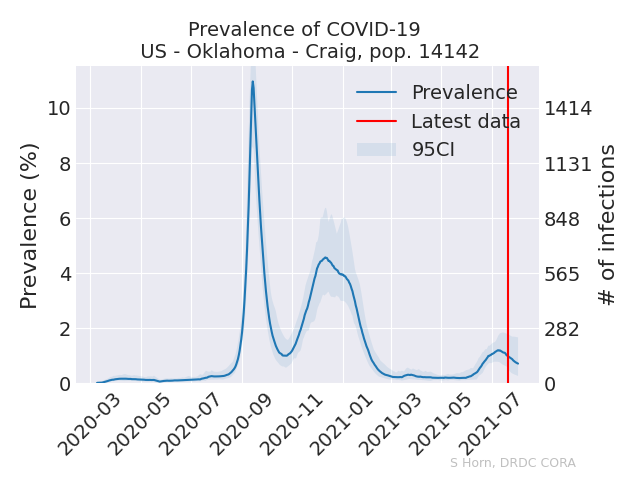 Prevalence of COVID-19
US - Oklahoma - Craig, pop. 14142
Prevalence
Latest data
95CI
Prevalence (%)
10
8
6
4
2
0
1414
1131
848
565
282
0
# of infections
2020-03
2020-05
2020-07
2020-09
2020-11
2021-01
2021-03
2021-05
2021-07
S Horn, DRDC CORA